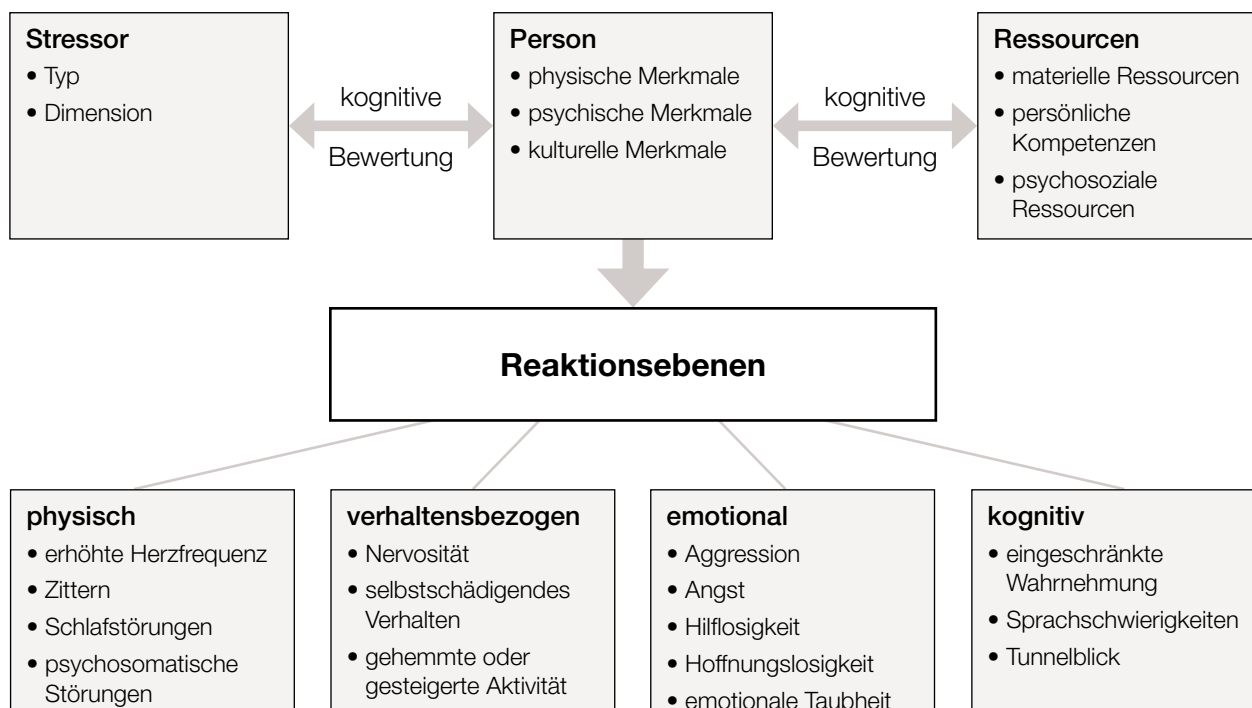 Stressor
• Typ
• Dimension
kognitive
Bewertung
Person
• physische Merkmale
• psychische Merkmale
• kulturelle Merkmale
kognitive
Bewertung
Ressourcen
• materielle Ressourcen
• persönliche
Kompetenzen
• psychosoziale
Ressourcen
Reaktionsebenen
physisch
• erhöhte Herzfrequenz
• Zittern
• Schlafstörungen
• psychosomatische
Störungen
verhaltensbezogen
• Nervosität
• selbstschädigendes
Verhalten
• gehemmte oder
gesteigerte Aktivität
emotional
• Aggression
• Angst
• Hilflosigkeit
• Hoffnungslosigkeit
• emotionale Taubheit
kognitiv
• eingeschränkte
Wahrnehmung
• Sprachschwierigkeiten
• Tunnelblick